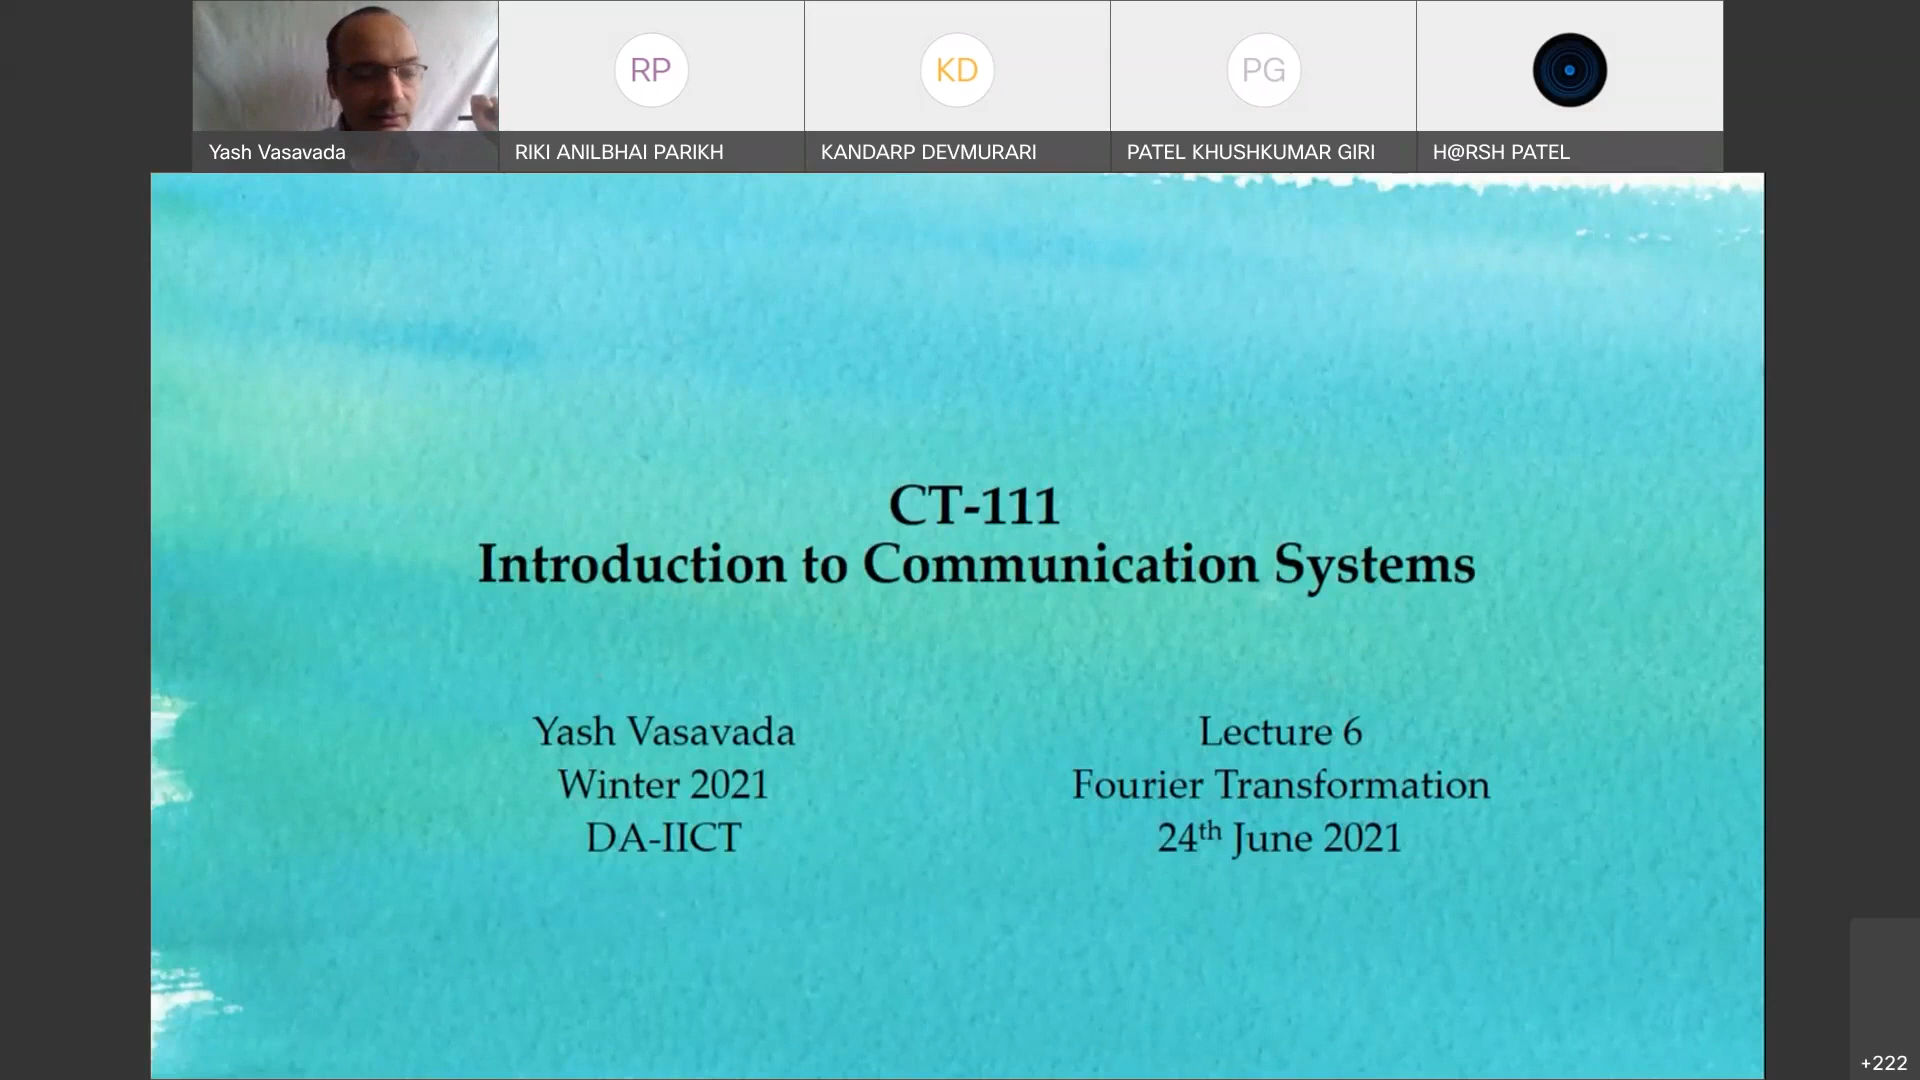 RP
KD
PG
Yash Vasavada
RIKI ANILBHAI PARIKH
KANDARP DEVMURARI
PATEL KHUSHKUMAR GIRI
H@RSH PATEL
CT-111
Introduction to Communication Systems
Yash Vasavada
Winter 2021
DA-IICT
Lecture 6
Fourier Transformation
24th June 2021
+222